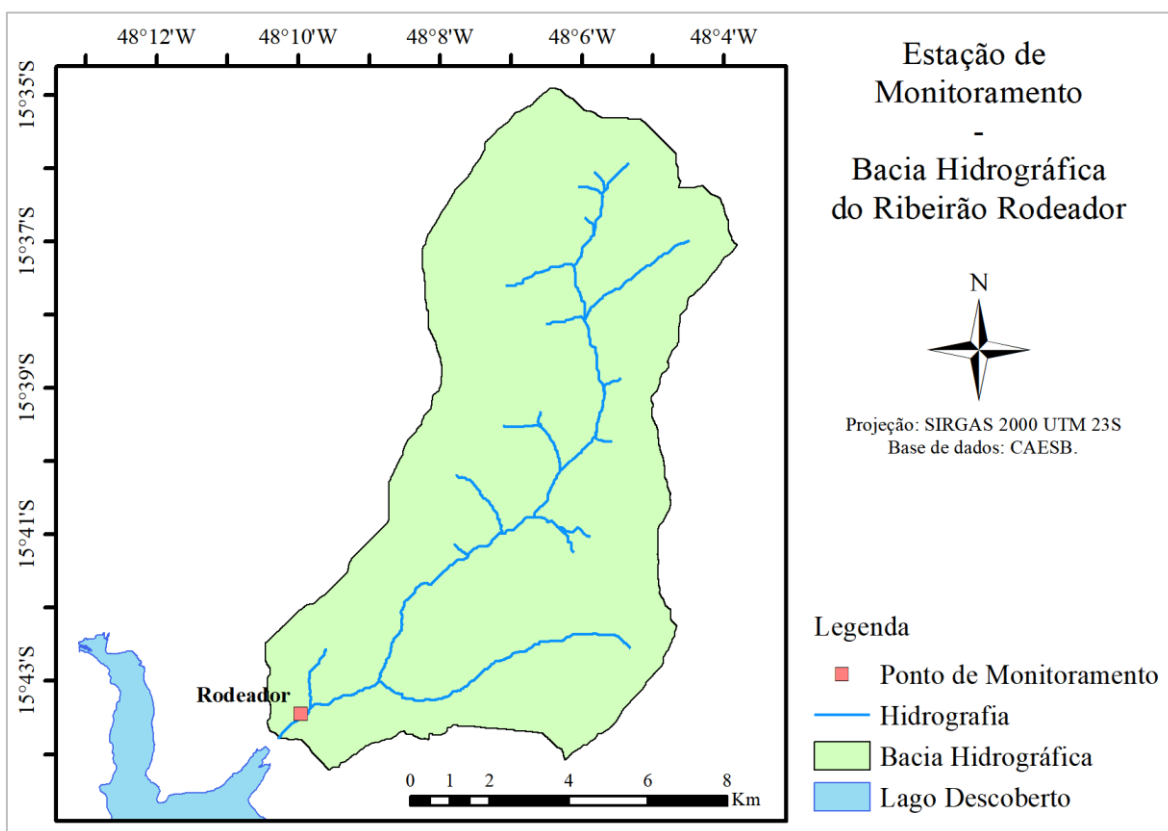 48°12'W 48°10'W 48°8'W 48°6'W 48°4'W
15°35'S
15°37'S
15°39'S
15°41'S
15°43'S
Rodeador
0 1 2 4 6 8
Km
Estação de
Monitoramento
-
Bacia Hidrográfica
do Ribeirão Rodeador
N
Projeção: SIRGAS 2000 UTM 23S
Base de dados: CAESB.
Legenda
Ponto de Monitoramento
Hidrografia
Bacia Hidrográfica
Lago Descoberto